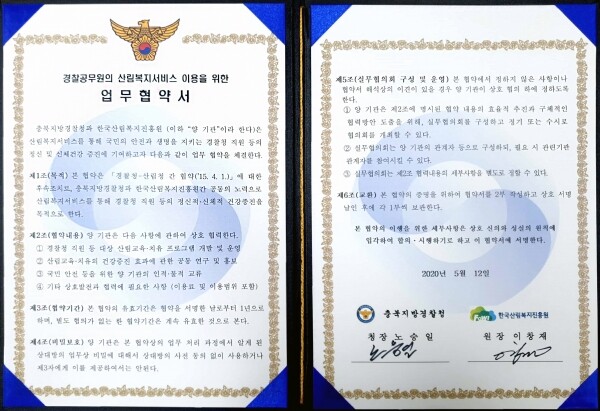 경찰공무원의 산림복지서비스 이용을 위한
업 무 협 약 서
충북지방경찰청과 한국산림복지진흥원 (이하 "양 기관"이라 한다)은
산림복지서비스를 통해 국민의 안전과 생명을 지키는 경찰청 직원 등의
정신 및 신체건강 증진에 기여하고자 다음과 같이 업무 협약을 체결한다.
제1조(목적) 본 협약은 「경찰청-산림청 간 협약('15. 4. 1.)」에 대한
후속조치로, 충북지방경찰청과 한국산림복지진흥원간 공동의 노력으로
산림복지서비스를 통해 경찰청 직원 등의 정신적·신체적 건강증진을
목적으로 한다.
제2조(협약내용) 양 기관은 다음 사항에 관하여 상호 협력한다.
① 경찰청 직원 등 대상 산림교육·치유 프로그램 개발 및 운영
② 산림교육·치유의 건강증진 효과에 관한 공동 연구 및 홍보
③ 국민 안전 등을 위한 양 기관의 인적·물적 교류
④ 기타 상호발전과 협력에 필요한 사항 (이용료 및 이용범위 포함)
제3조(협약기간) 본 협약의 유효기간은 협약을 서명한 날로부터 1년으로
하며, 별도 협의가 없는 한 협약기간은 계속 유효한 것으로 본다.
제4조(비밀보호) 양 기관은 본 협약상의 업무 처리 과정에서 알게 된
상대방의 업무상 비밀에 대해서 상대방의 사전 동의 없이 사용하거나
제3자에게 이를 제공하여서는 안된다.
제5조(실무협의회 구성 및 운영) 본 협약에서 정하지 않은 사항이나
협약서 해석상의 이견이 있을 경우 양 기관이 상호 협의 하에 정하도록
한다.
① 양 기관은 제2조에 명시된 협약 내용의 효율적 추진과 구체적인
협력방안 도출을 위해, 실무협의회를 구성하고 정기 또는 수시로
협의회를 개최할 수 있다.
② 실무협의회는 양 기관의 관계자 등으로 구성하되, 필요 시 관련기관
관계자를 참여시킬 수 있다.
③ 실무협의회는 제2조 협력내용의 세부사항을 별도로 정할 수 있다.
제6조(교환) 본 협약의 증명을 위하여 협약서를 2부 작성하고 상호 서명
날인 후에 각 1부씩 보관한다.
본 협약의 이행을 위한 세부사항은 상호 신의와 성실의 원칙에
입각하여 합의·시행하기로 하고 이 협약서에 서명한다.
2020년 5월 12일
충북지방경찰청 한국산림복지진흥원
청장 노 승 일 원장 이 창 재